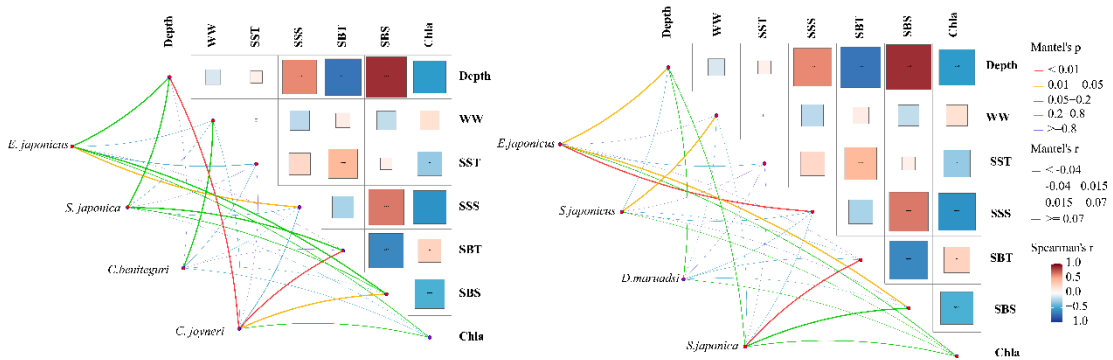 Depth WW SST SSS SBT SBS Chla
Depth
WW
SST
SSS
SBT
SBS
Chla
E. japonicus
S. japonica
C.beniteguri
C. joyneri
Depth WW SST SSS SBT SBS Chla
Depth
WW
SST
SSS
SBT
SBS
Chla
E.japonicus
S.japonicus
D.maruadsi
S.japonica
Mantel's p
< 0.01
0.01 0.05
0.05−0.2
0.2 0.8
>−0.8
Mantel's r
< -0.04
-0.04 0.015
0.015 0.07
>= 0.07
Spearman's r
1.0
0.5
0.0
−0.5
1.0